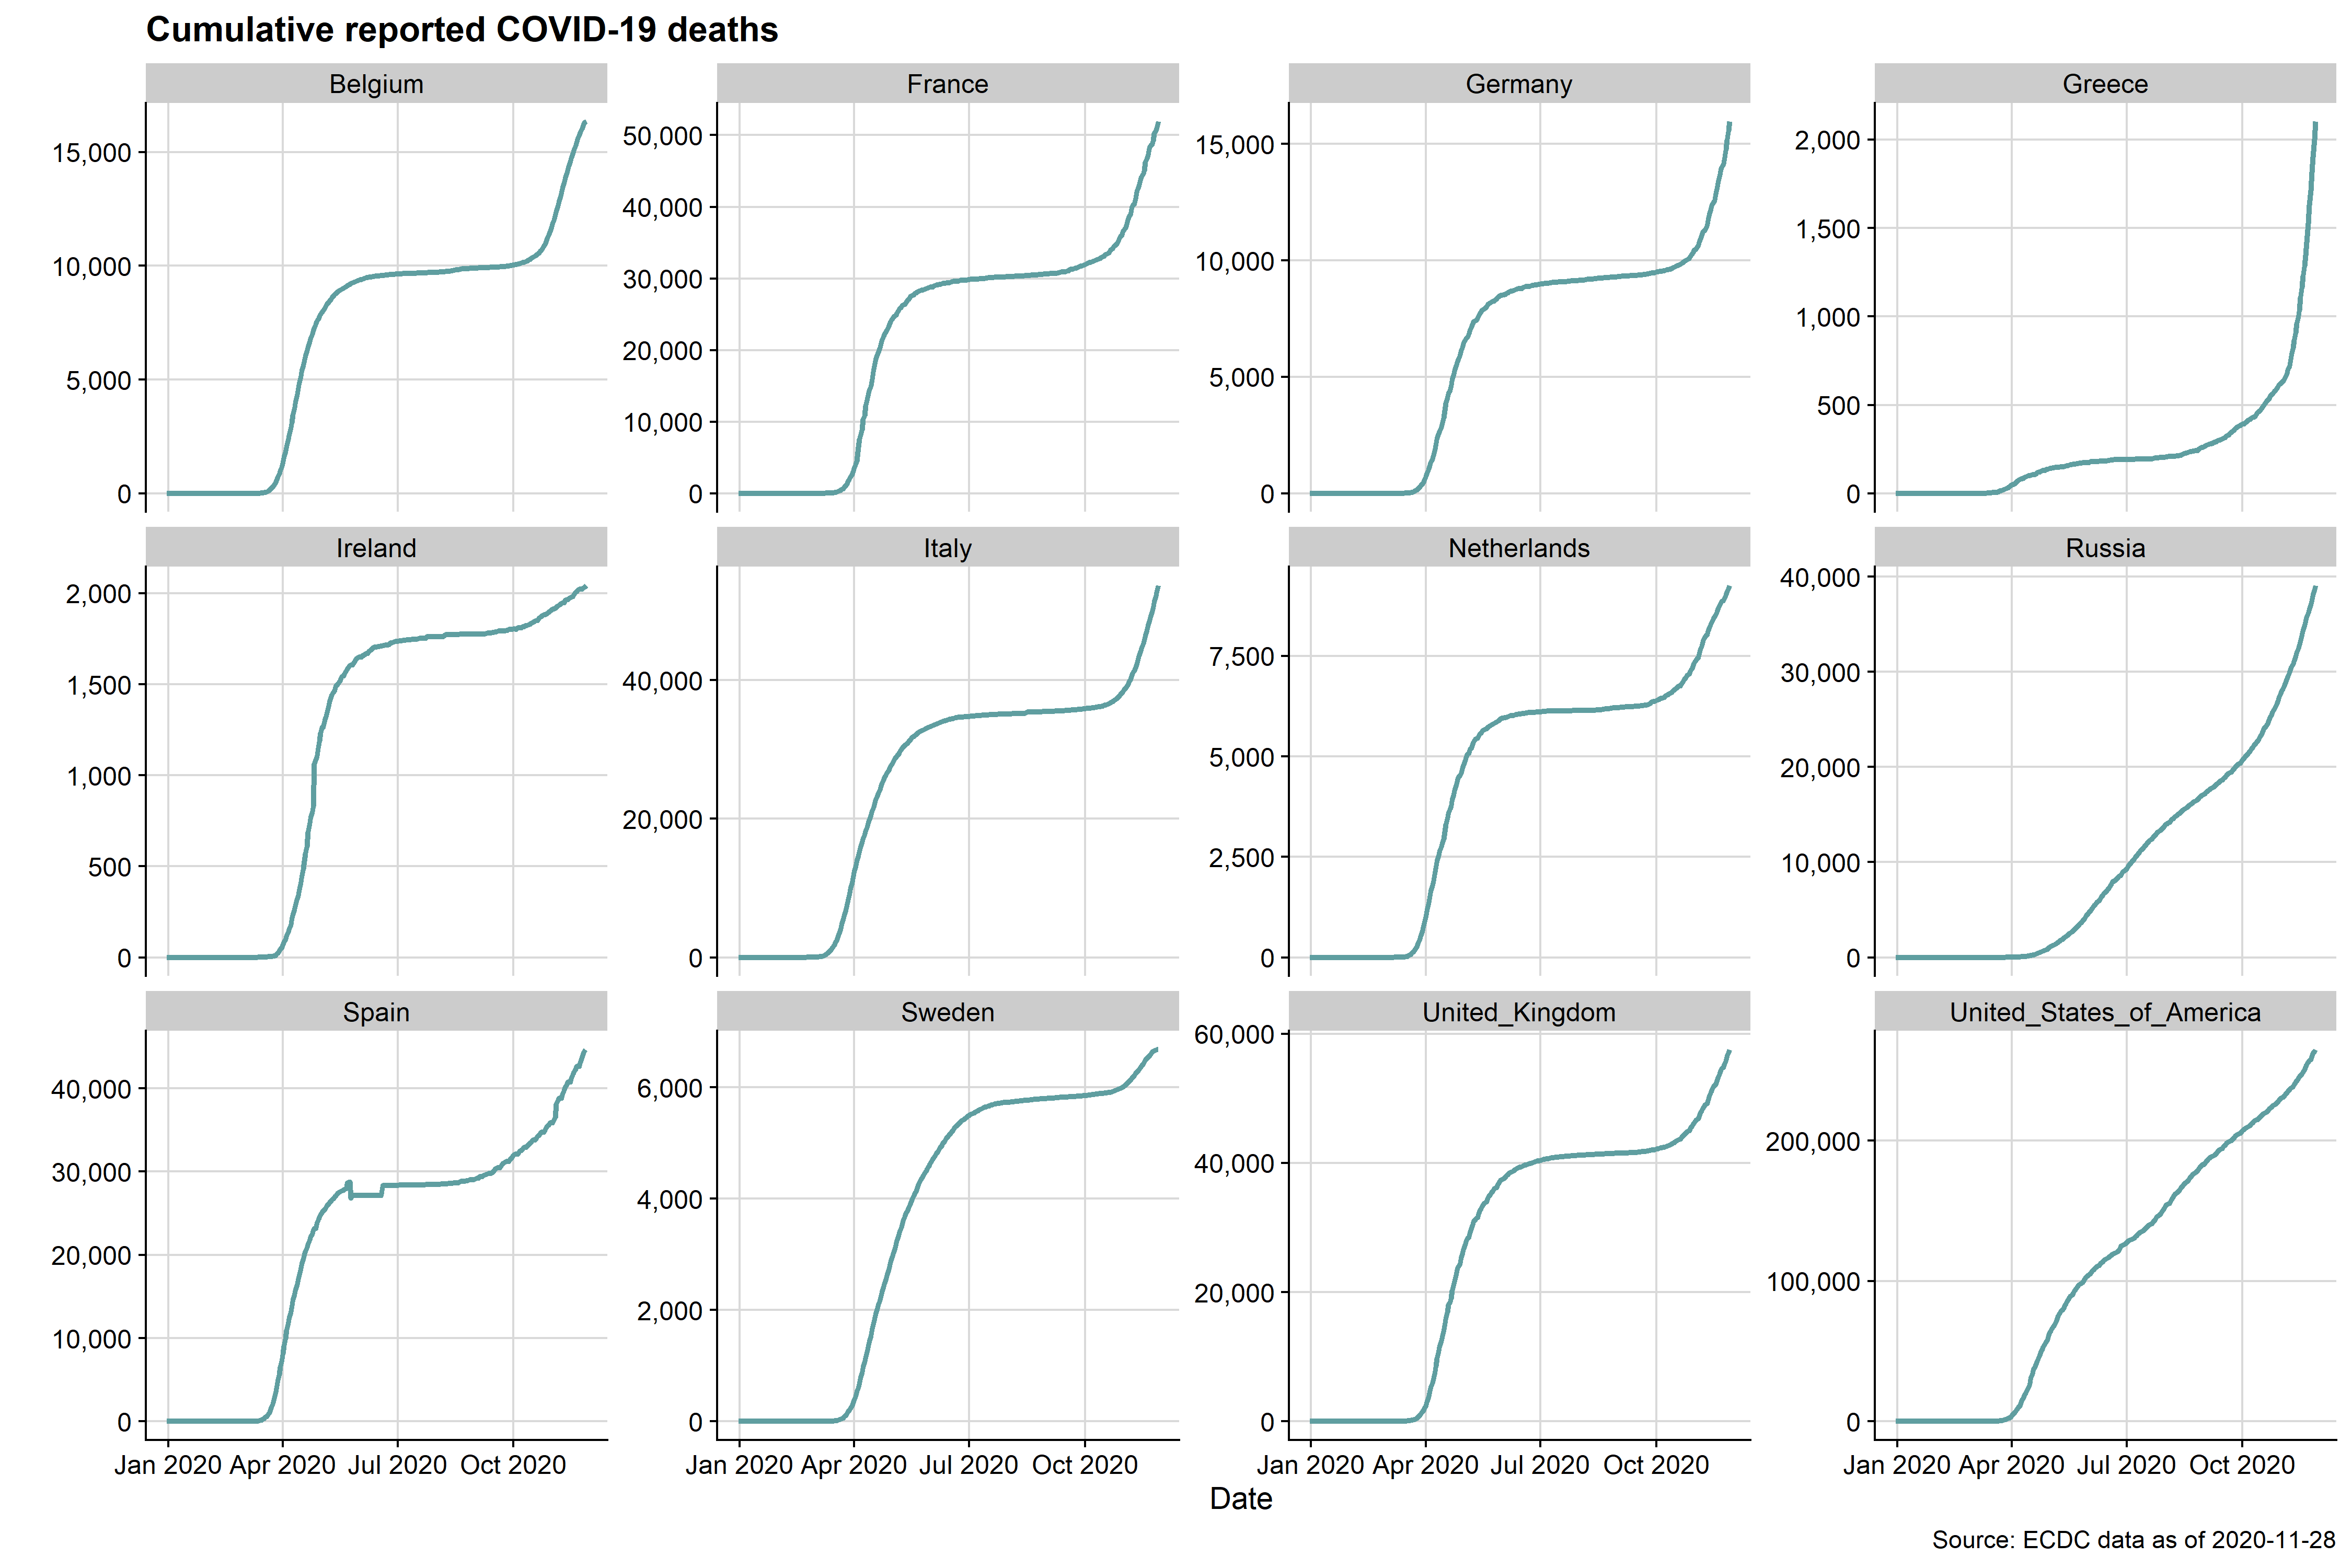 Cumulative reported COVID-19 deaths
Belgium
France
Germany
Greece
15,000
10,000
5,000
0
50,000
40,000
30,000
20,000
10,000
0
15,000
10,000
5,000
0
2,000
1,500
1,000
500
0
Ireland
Italy
Netherlands
Russia
2,000
1,500
1,000
500
0
40,000
20,000
0
7,500
5,000
2,500
0
40,000
30,000
20,000
10,000
0
Spain
Sweden
United_Kingdom
United_States_of_America
40,000
30,000
20,000
10,000
0
6,000
4,000
2,000
0
60,000
40,000
20,000
0
200,000
100,000
0
Jan 2020 Apr 2020 Jul 2020 Oct 2020
Jan 2020 Apr 2020 Jul 2020 Oct 2020
Jan 2020 Apr 2020 Jul 2020 Oct 2020
Jan 2020 Apr 2020 Jul 2020 Oct 2020
Date
Source: ECDC data as of 2020-11-28